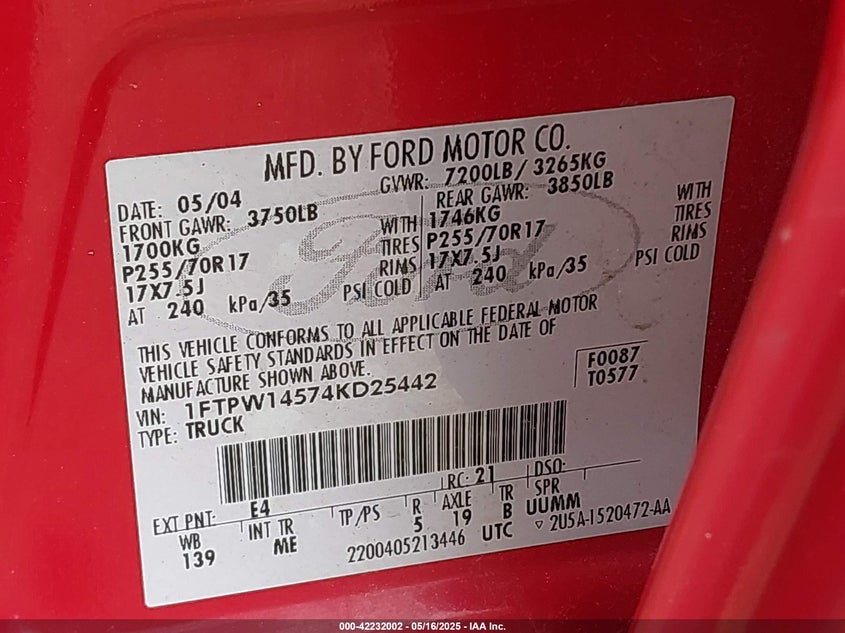 MFD. BY FORD MOTOR CO.
DATE: 05/04 GVWR: 7200LB/ 3265KG
FRONT GAWR: 3750LB REAR GAWR: 3850LB
1700KG WITH 1746KG WITH
P255/70R17 TIRES P255/70R17 TIRES
17X7.5J RIMS 17X7.5J RIMS
AT 240 kPa/35 PSI COLD AT 240 kPa/35 PSI COLD
THIS VEHICLE CONFORMS TO ALL APPLICABLE FEDERAL MOTOR
VEHICLE SAFETY STANDARDS IN EFFECT ON THE DATE OF
MANUFACTURE SHOWN ABOVE.
F0087
VIN: 1FTPW14574KD25442
T0577
TYPE: TRUCK
EXT PNT: E4 RC: 21 DSO:
WB INT TR TP/PS R AXLE TR SPR
139 ME 5 19 B UUMM
2200405213446 UTC ▽ 2U5A-1520472-AA
Ford
000-42232002 - 05/16/2025 - IAA Inc.